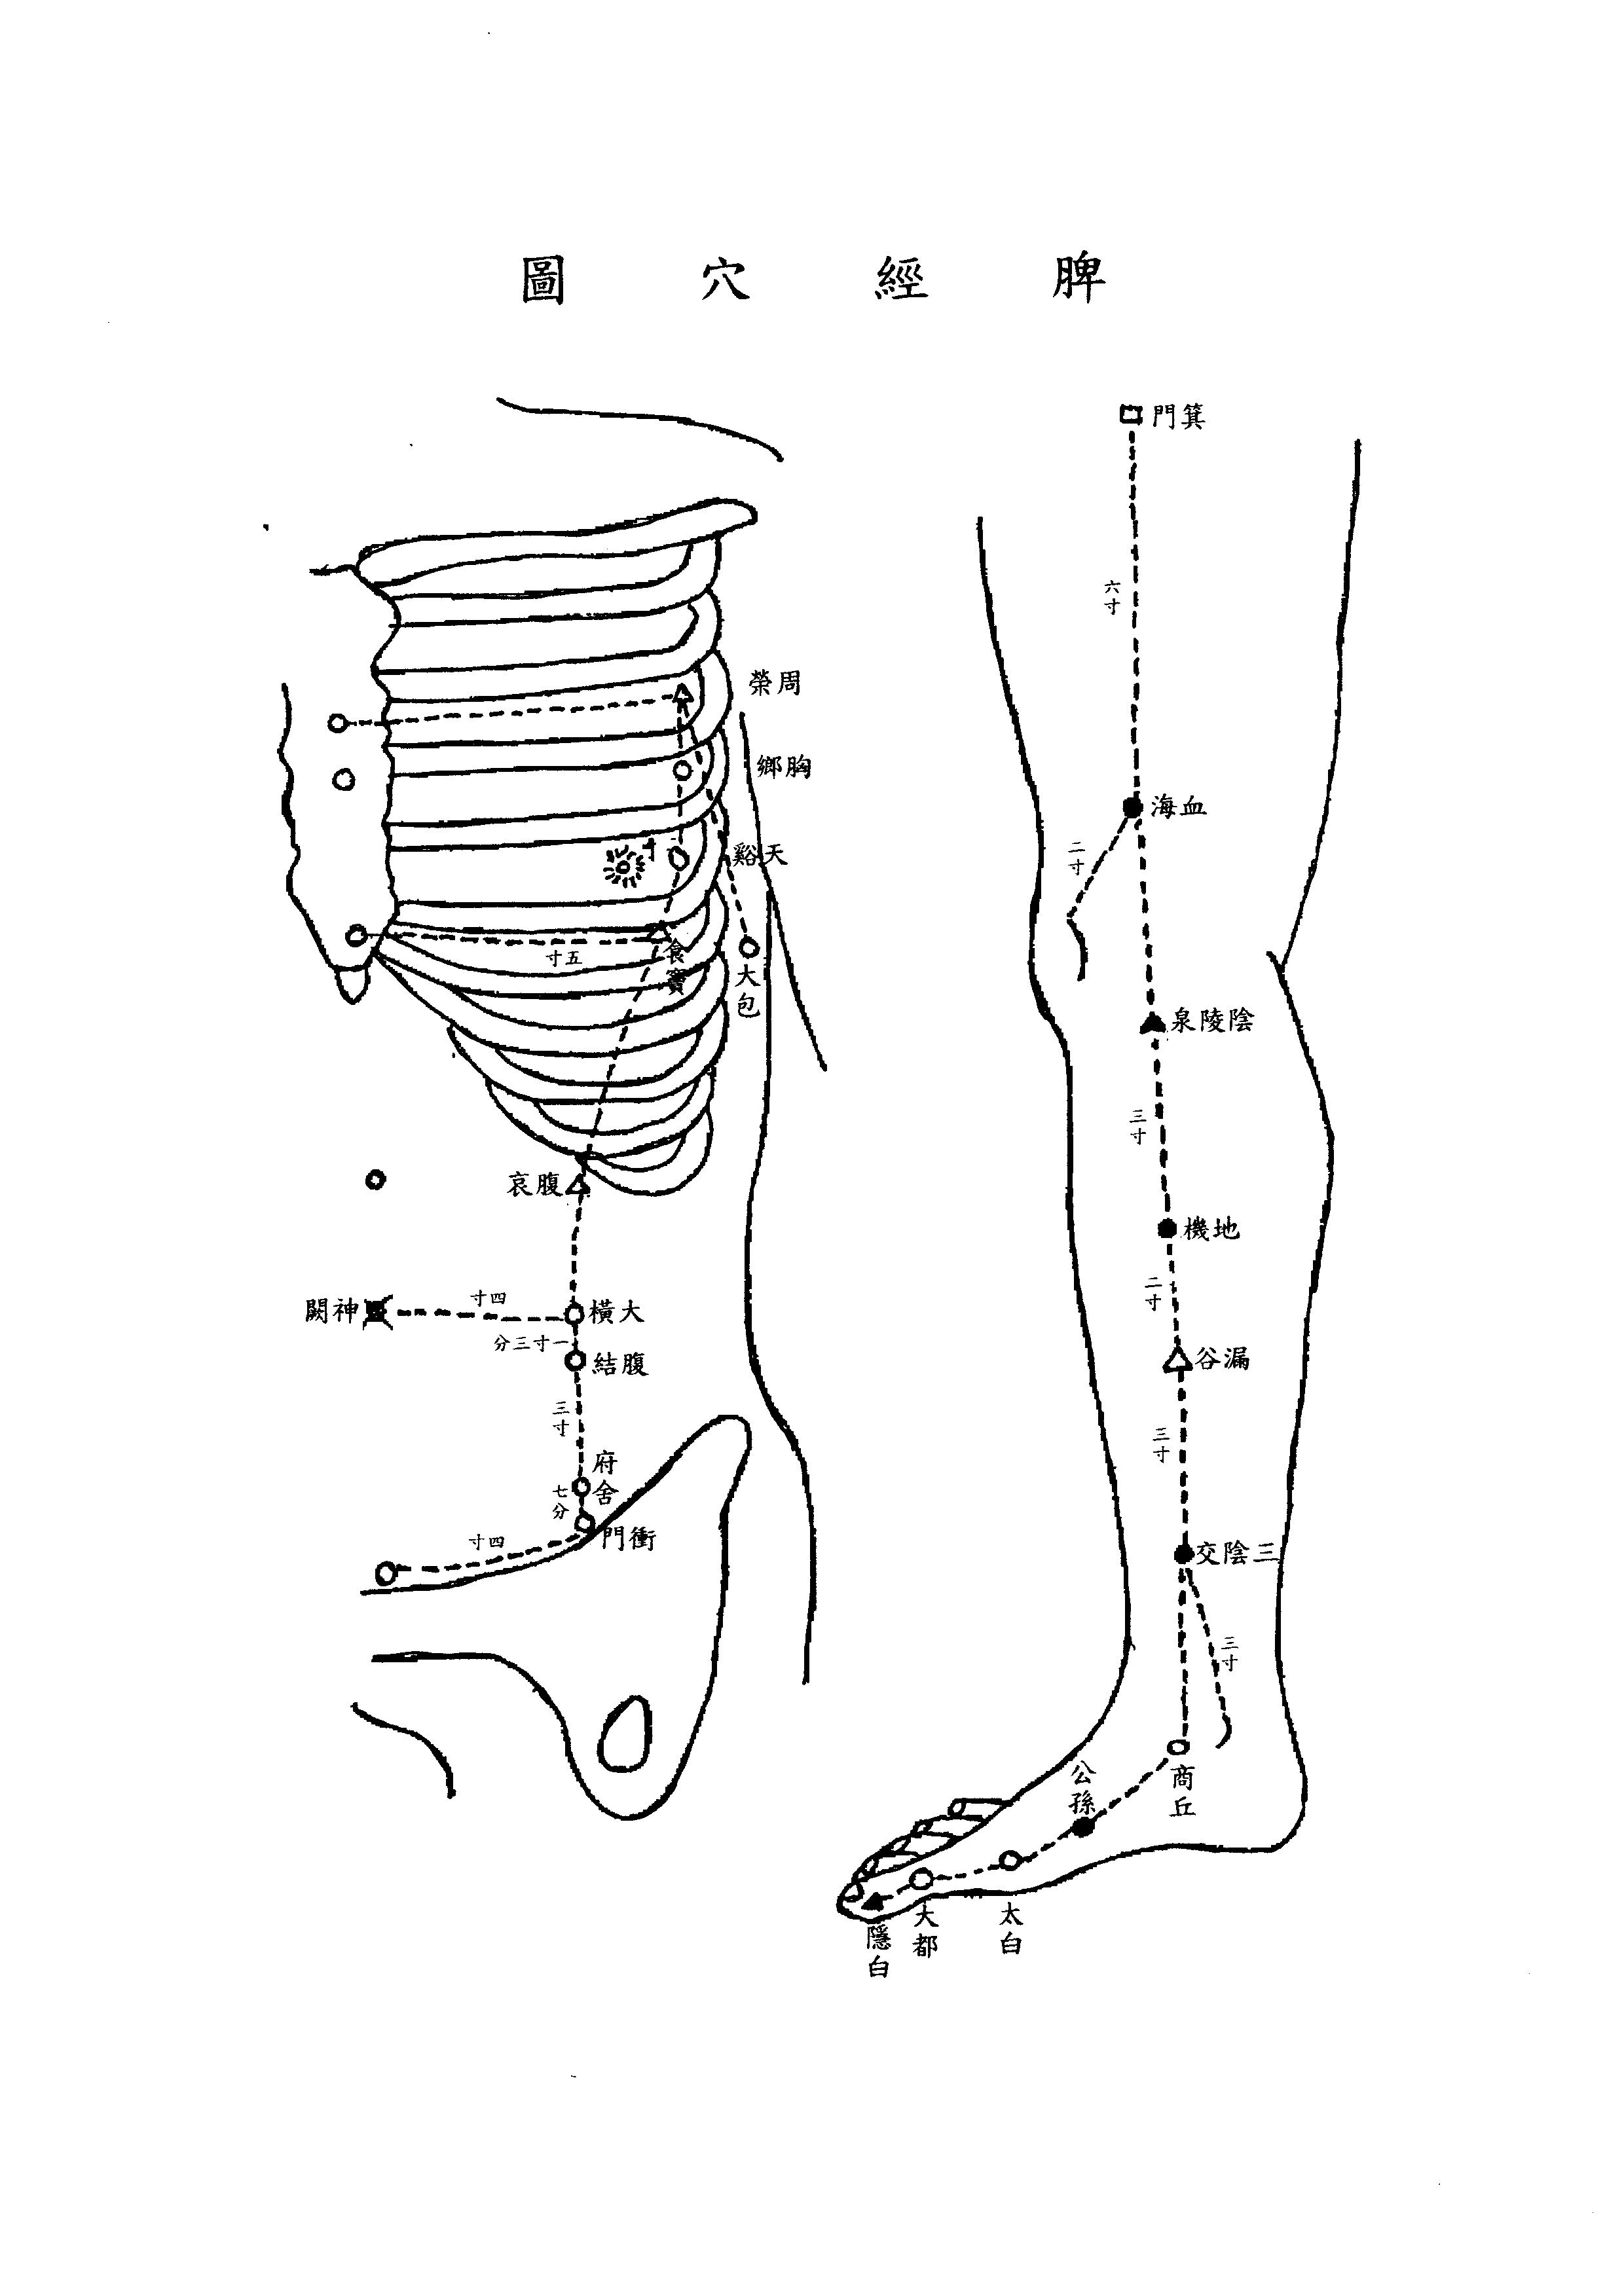 脾經穴圖
箕門
六寸
血海
二寸
陰陵泉
三寸
地機
二寸
漏谷
三寸
三陰交
三寸
商丘
公孫
太白
大都
隱白
周榮
胸鄉
天谿
寸
食竇
五寸
大包
腹哀
神闕
四寸
大橫
一寸三分
腹結
三寸
府舍
七分
衝門
四寸